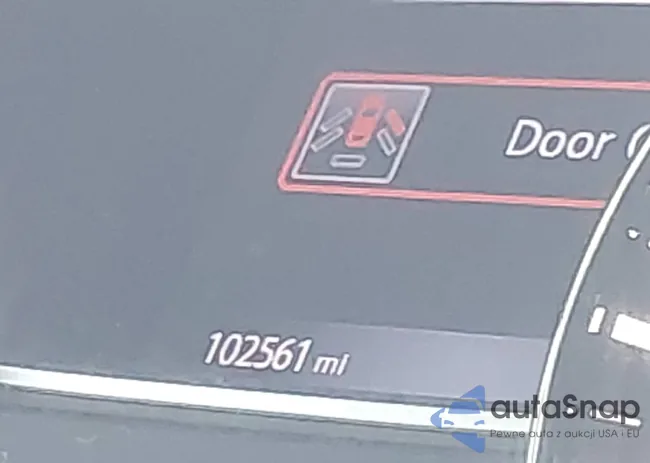 Door
102561 mi
autaSnap
Pewne auta z aukcji USA i EU